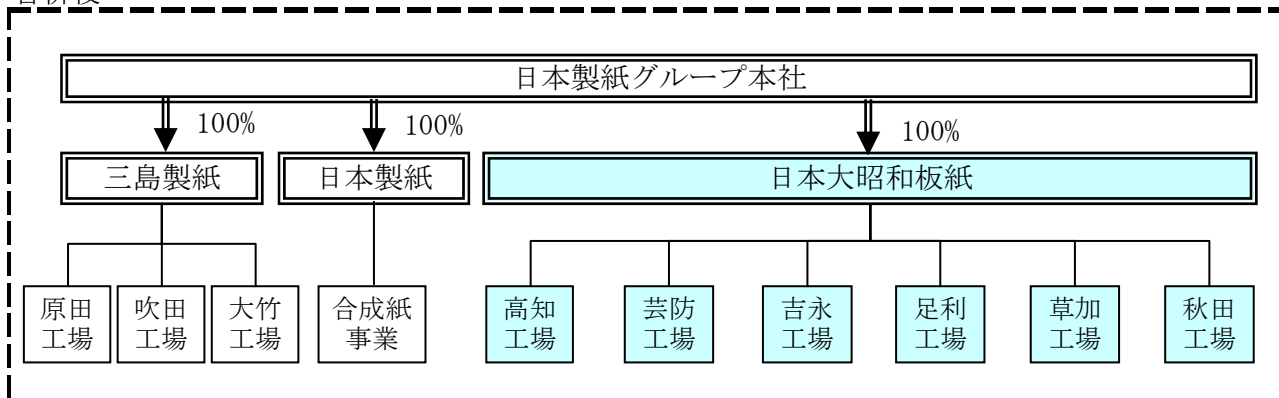 日本製紙グループ本社
100%
100%
100%
三島製紙
日本製紙
日本大昭和板紙
原田
工場
吹田
工場
大竹
工場
合成紙
事業
高知
工場
芸防
工場
吉永
工場
足利
工場
草加
工場
秋田
工場